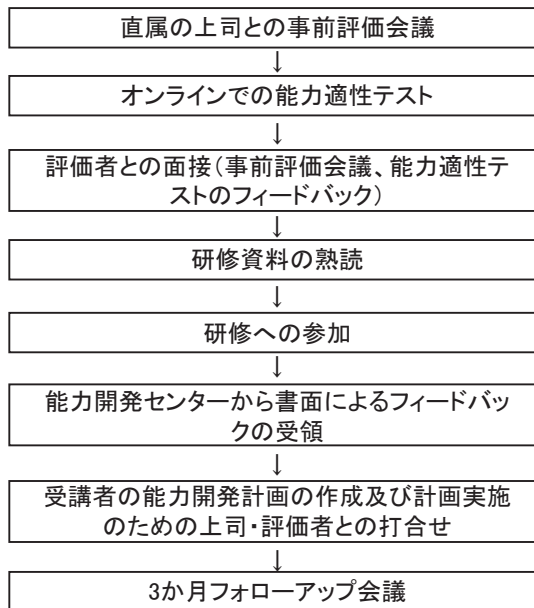 直属の上司との事前評価会議
↓
オンラインでの能力適性テスト
↓
評価者との面接(事前評価会議、能力適性テ
ストのフィードバック)
↓
研修資料の熟読
↓
研修への参加
↓
能力開発センターから書面によるフィードバッ
クの受領
↓
受講者の能力開発計画の作成及び計画実施
のための上司・評価者との打合せ
↓
3か月フォローアップ会議